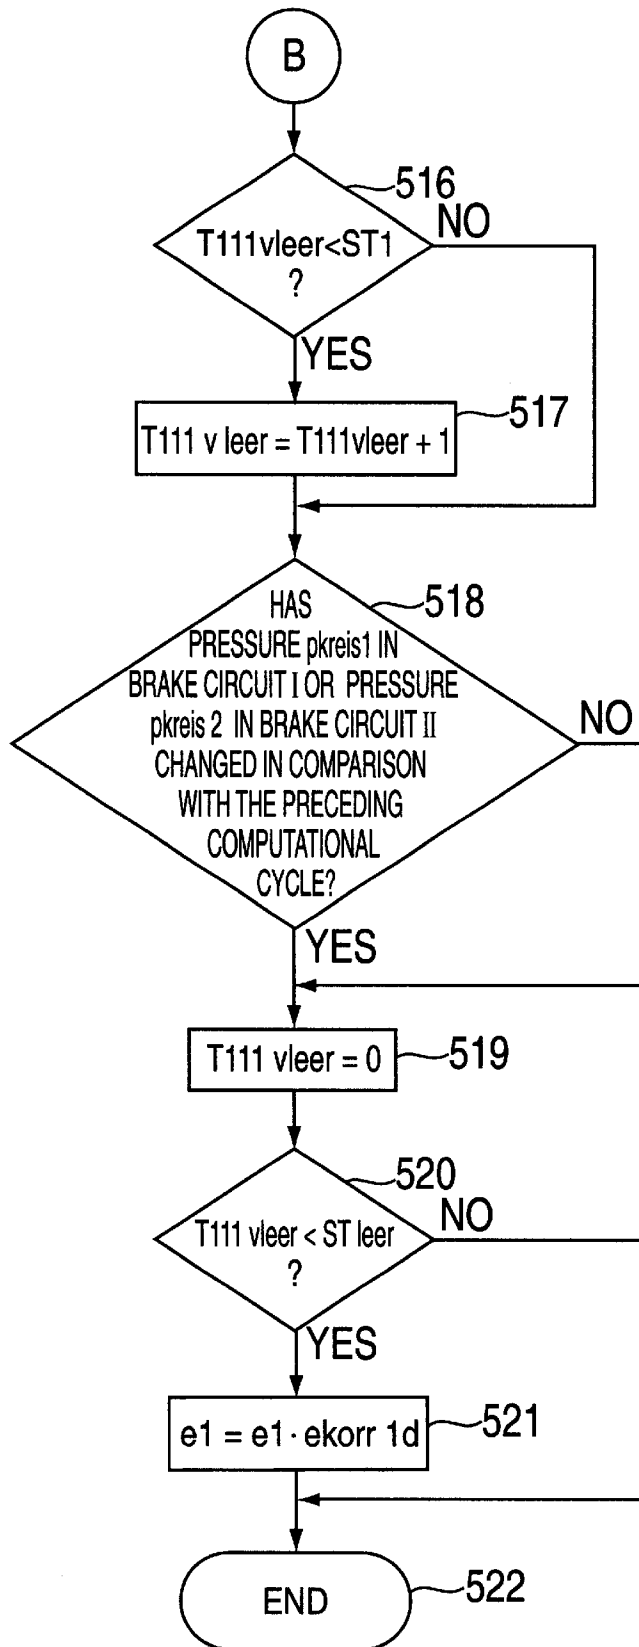 B
516
NO
T111vleer<ST1
?
YES
517
T111 v leer = T111vleer + 1
518
HAS
PRESSURE pkreis1 IN
BRAKE CIRCUIT I OR PRESSURE
pkreis 2 IN BRAKE CIRCUIT II
CHANGED IN COMPARISON
WITH THE PRECEDING
COMPUTATIONAL
CYCLE?
NO
YES
T111 vleer = 0
519
520
NO
T111 vleer < ST leer
?
YES
e1 = e1 · ekorr 1d
521
END
522